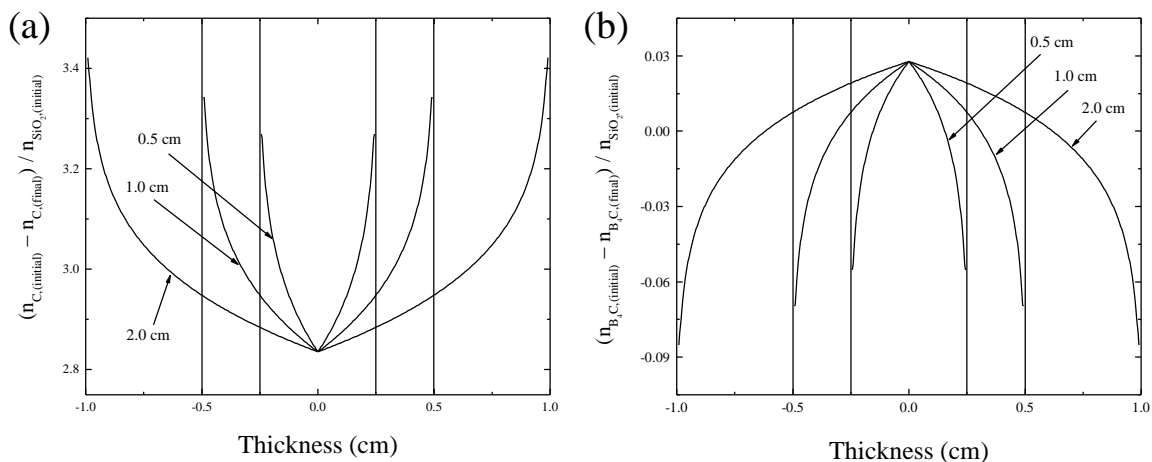 (a)
(n_C,(initial) – n_C,(final)) / n_SiO2,(initial)
3.4
3.2
3.0
2.8
0.5 cm
1.0 cm
2.0 cm
-1.0 -0.5 0.0 0.5 1.0
Thickness (cm)
(b)
(n_B4C,(initial) – n_B4C,(final)) / n_SiO2,(initial)
0.03
0.00
-0.03
-0.06
-0.09
0.5 cm
1.0 cm
2.0 cm
-1.0 -0.5 0.0 0.5 1.0
Thickness (cm)